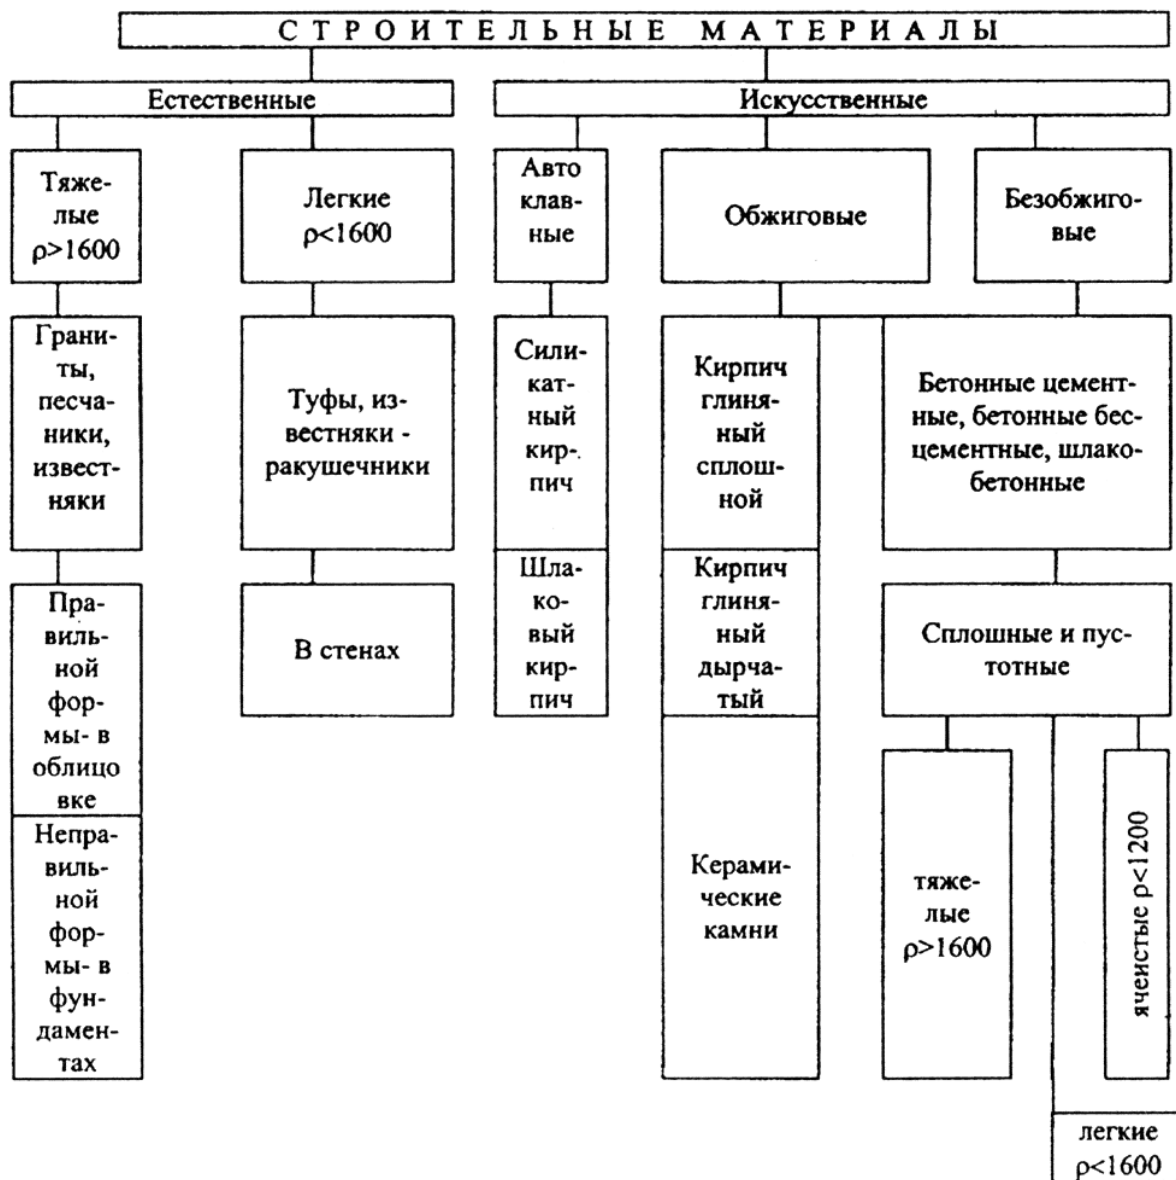 СТРОИТЕЛЬНЫЕ МАТЕРИАЛЫ
Естественные
Искусственные
Тяже-
лые
ρ>1600
Легкие
ρ<1600
Авто
клав-
ные
Обжиговые
Безобжиго-
вые
Грани-
ты,
песча-
ники,
извест-
няки
Туфы, из-
вестняки -
ракушечники
Сили-
кат-
ный
кир-
пич
Кирпич
глиня-
ный
сплош-
ной
Бетонные цемент-
ные, бетонные бес-
цементные, шлако-
бетонные
Пра-
виль-
ной
фор-
мы- в
облицо
вке
В стенах
Шла-
ко-
вый
кир-
пич
Кирпич
глиня-
ный
дырча-
тый
Сплошные и пус-
тотные
Непра-
виль-
ной
фор-
мы- в
фун-
дамен-
тах
Керами-
ческие
камни
тяже-
лые
ρ>1600
ячеистые ρ<1200
легкие
ρ<1600